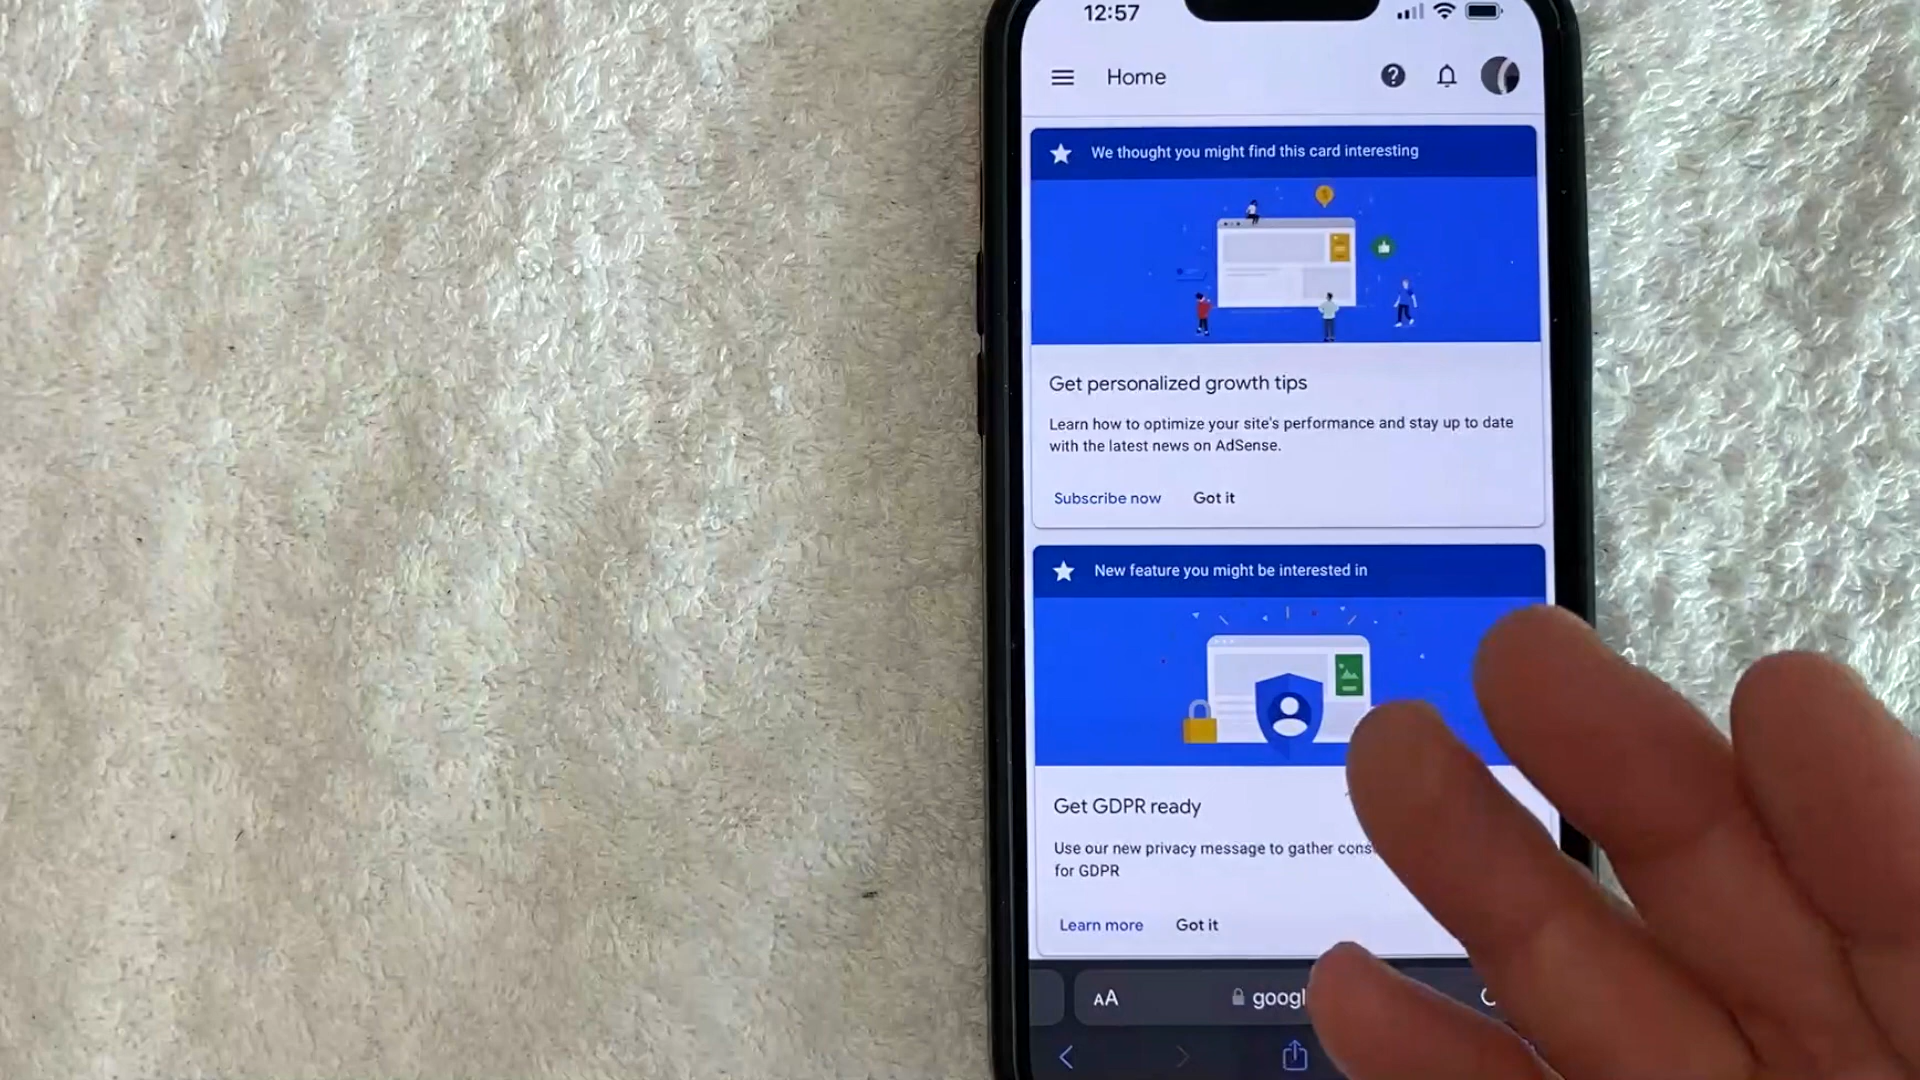 12:57
Home
We thought you might find this card interesting
Get personalized growth tips
Learn how to optimize your site's performance and stay up to date
with the latest news on AdSense.
Subscribe now Got it
New feature you might be interested in
Get GDPR ready
Use our new privacy message to gather
for GDPR
Learn more Got it
AA